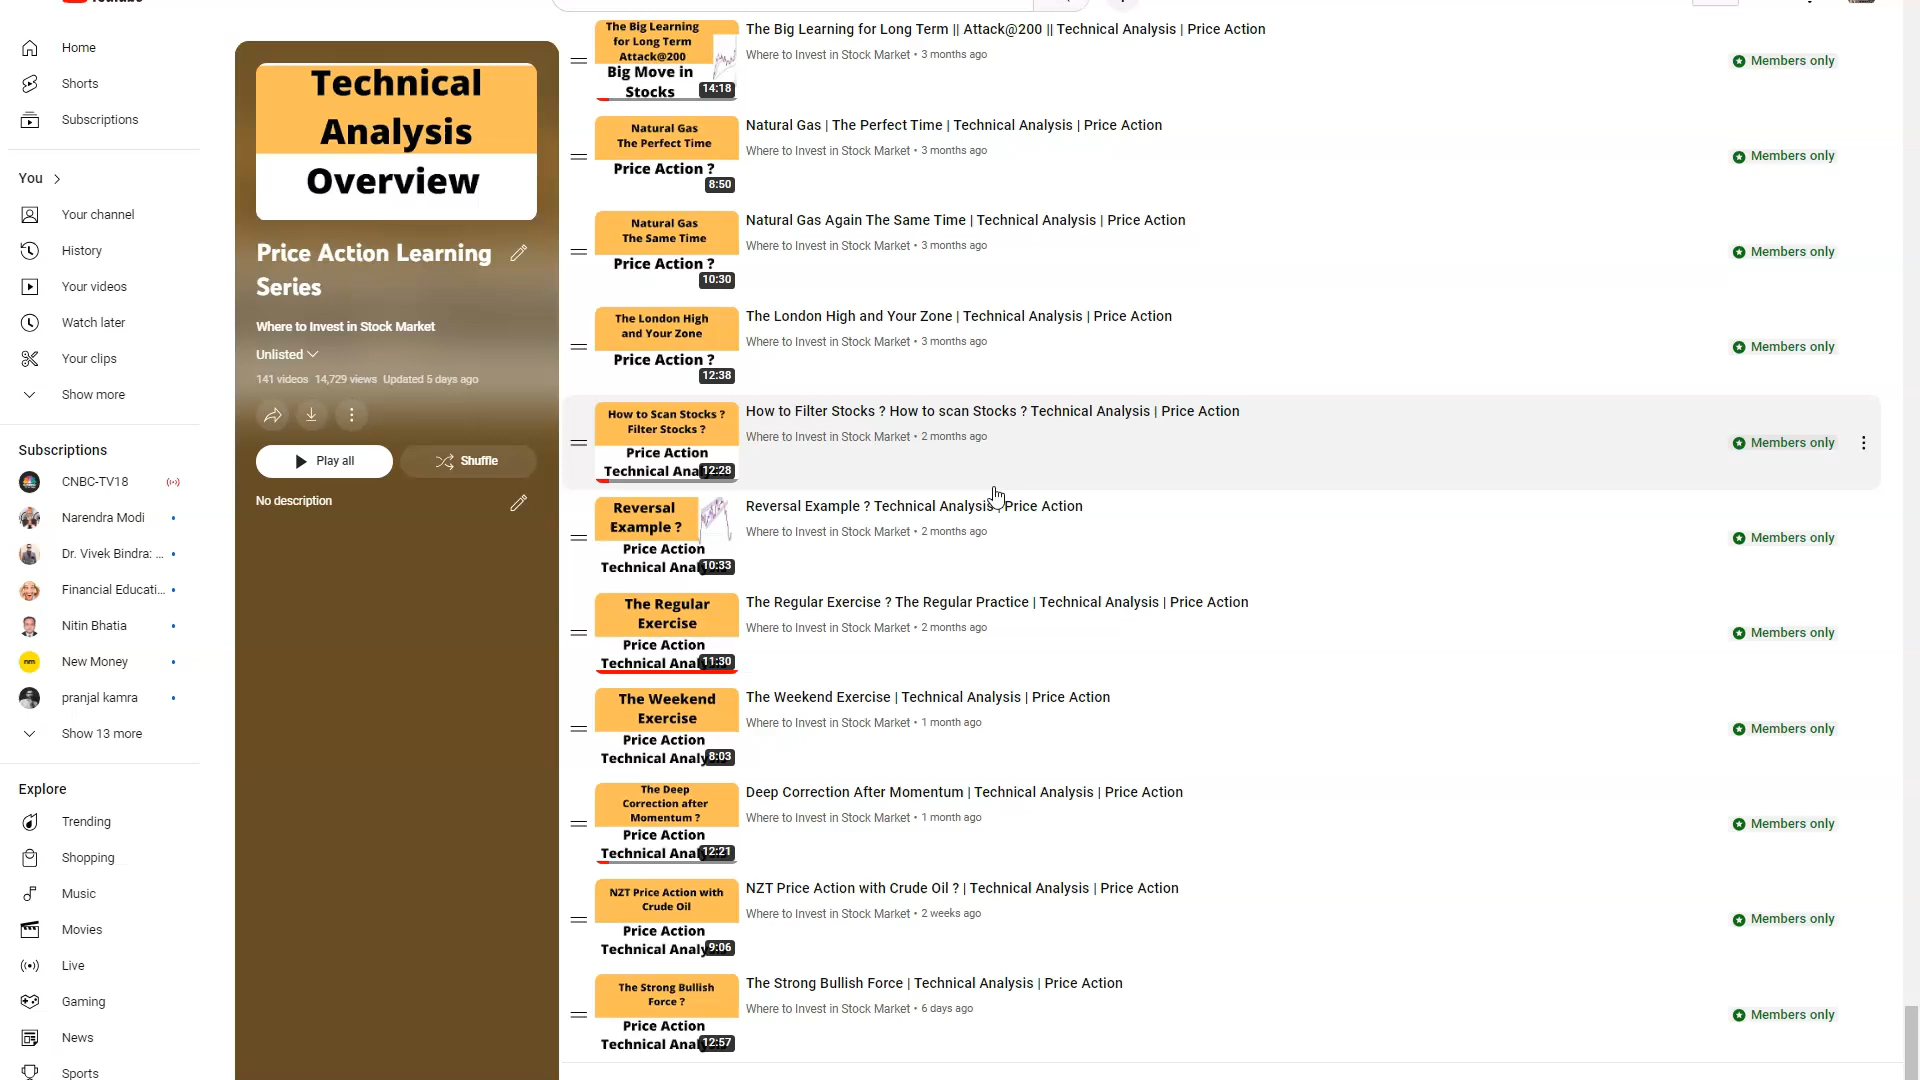 Home
Shorts
Subscriptions
You
Your channel
History
Your videos
Watch later
Your clips
Show more
Subscriptions
CNBC-TV18
Narendra Modi
Dr. Vivek Bindra: ...
Financial Educati...
Nitin Bhatia
nm
New Money
pranjal kamra
Show 13 more
Explore
Trending
Shopping
Music
Movies
Live
Gaming
News
Sports
Technical
Analysis
Overview
Price Action Learning
Series
Where to Invest in Stock Market
Unlisted
141 videos 14,729 views Updated 5 days ago
Play all
Shuffle
No description
The Big Learning
for Long Term
Attack@200
Big Move in
Stocks
14:18
The Big Learning for Long Term || Attack@200 || Technical Analysis | Price Action
Where to Invest in Stock Market • 3 months ago
Members only
Natural Gas
The Perfect Time
Price Action ?
8:50
Natural Gas | The Perfect Time | Technical Analysis | Price Action
Where to Invest in Stock Market • 3 months ago
Members only
Natural Gas
The Same Time
Price Action ?
10:30
Natural Gas Again The Same Time | Technical Analysis | Price Action
Where to Invest in Stock Market • 3 months ago
Members only
The London High
and Your Zone
Price Action ?
12:38
The London High and Your Zone | Technical Analysis | Price Action
Where to Invest in Stock Market • 3 months ago
Members only
How to Scan Stocks ?
Filter Stocks ?
Price Action
Technical Ana
12:28
How to Filter Stocks ? How to scan Stocks ? Technical Analysis | Price Action
Where to Invest in Stock Market • 2 months ago
Members only
Reversal
Example ?
Price Action
Technical Anal
10:33
Reversal Example ? Technical Analysis | Price Action
Where to Invest in Stock Market • 2 months ago
Members only
The Regular
Exercise
Price Action
Technical Anal
11:30
The Regular Exercise ? The Regular Practice | Technical Analysis | Price Action
Where to Invest in Stock Market • 2 months ago
Members only
The Weekend
Exercise
Price Action
Technical Anal
8:03
The Weekend Exercise | Technical Analysis | Price Action
Where to Invest in Stock Market • 1 month ago
Members only
The Deep
Correction after
Momentum ?
Price Action
Technical Anal
12:21
Deep Correction After Momentum | Technical Analysis | Price Action
Where to Invest in Stock Market • 1 month ago
Members only
NZT Price Action with
Crude Oil
Price Action
Technical Anal
9:06
NZT Price Action with Crude Oil ? | Technical Analysis | Price Action
Where to Invest in Stock Market • 2 weeks ago
Members only
The Strong Bullish
Force ?
Price Action
Technical Anal
12:57
The Strong Bullish Force | Technical Analysis | Price Action
Where to Invest in Stock Market • 6 days ago
Members only